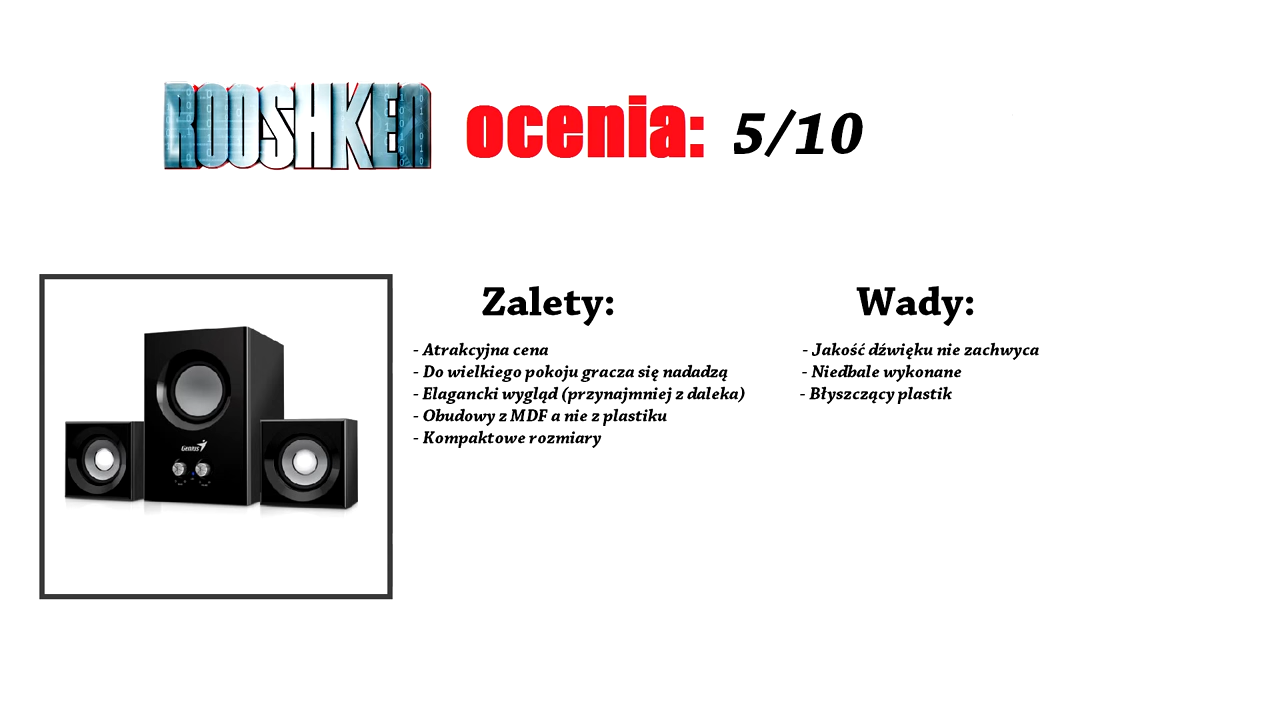 ROOSHKEN ocenia: 5/10
Zalety:
- Atrakcyjna cena
- Do wielkiego pokoju gracza się nadadzą
- Elagancki wygląd (przynajmniej z daleka)
- Obudowy z MDF a nie z plastiku
- Kompaktowe rozmiary
Wady:
- Jakość dźwięku nie zachwyca
- Niedbale wykonane
- Błyszczący plastik
Genius